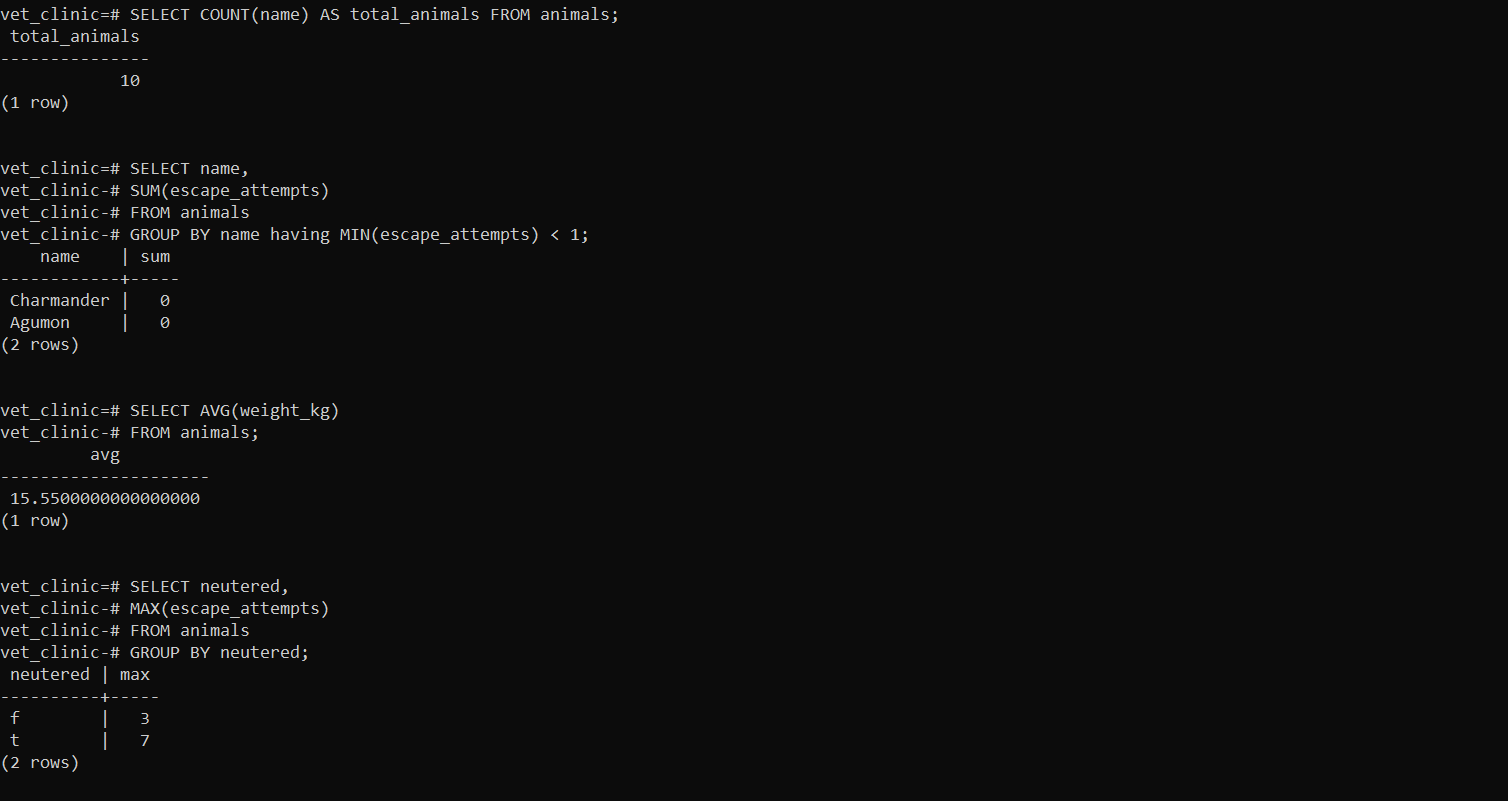 vet_clinic=# SELECT COUNT(name) AS total_animals FROM animals;
 total_animals
---------------
            10
(1 row)


vet_clinic=# SELECT name,
vet_clinic-# SUM(escape_attempts)
vet_clinic-# FROM animals
vet_clinic-# GROUP BY name having MIN(escape_attempts) < 1;
    name    | sum
------------+-----
 Charmander |   0
 Agumon     |   0
(2 rows)


vet_clinic=# SELECT AVG(weight_kg)
vet_clinic-# FROM animals;
         avg
---------------------
 15.5500000000000000
(1 row)


vet_clinic=# SELECT neutered,
vet_clinic-# MAX(escape_attempts)
vet_clinic-# FROM animals
vet_clinic-# GROUP BY neutered;
 neutered | max
----------+-----
 f        |   3
 t        |   7
(2 rows)